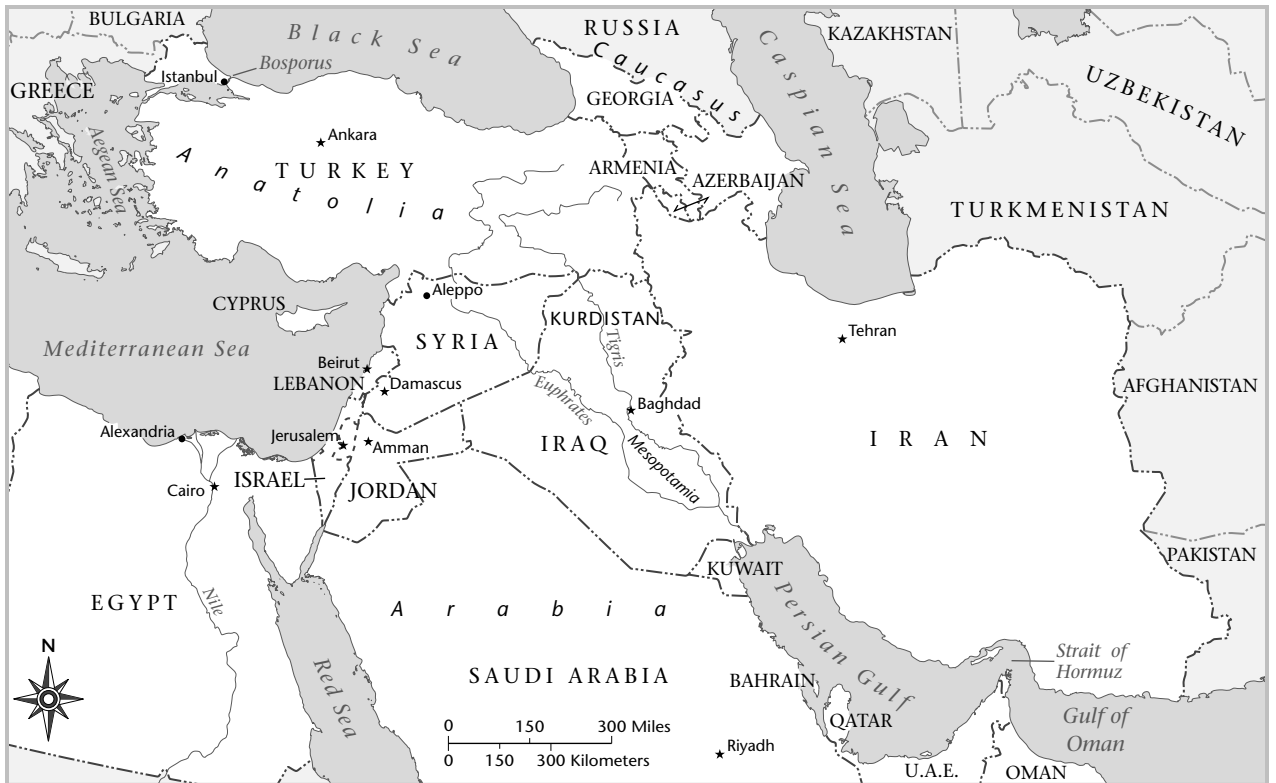 BULGARIA
Black Sea
RUSSIA
Caucasus
KAZAKHSTAN
Bosporus
Istanbul
GREECE
GEORGIA
Caspian Sea
UZBEKISTAN
Aegean Sea
Ankara
TURKEY
Anatolia
ARMENIA
AZERBAIJAN
TURKMENISTAN
CYPRUS
Aleppo
KURDISTAN
Tigris
SYRIA
Tehran
Mediterranean Sea
Beirut
LEBANON
Damascus
Euphrates
Baghdad
AFGHANISTAN
Alexandria
Jerusalem
Amman
IRAQ
Mesopotamia
IRAN
Cairo
ISRAEL
JORDAN
KUWAIT
PAKISTAN
EGYPT
Nile
Arabia
Persian Gulf
N
Strait of
Hormuz
Red Sea
SAUDI ARABIA
BAHRAIN
QATAR
Gulf of
Oman
0 150 300 Miles
0 150 300 Kilometers
Riyadh
U.A.E.
OMAN